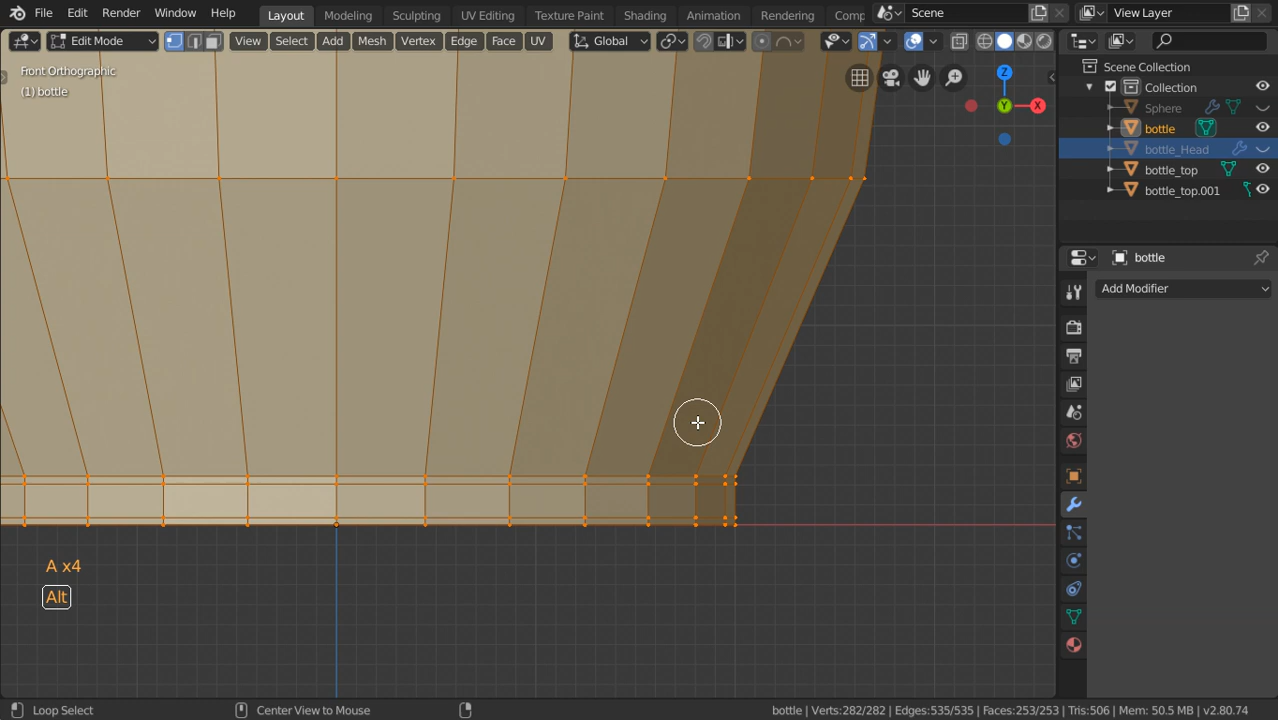 File Edit Render Window Help Layout Modeling Sculpting UV Editing Texture Paint Shading Animation Rendering Comp Scene View Layer
Edit Mode View Select Add Mesh Vertex Edge Face UV Global
Front Orthographic
(1) bottle
Z
Y
X
Scene Collection
Collection
Sphere
bottle
bottle_Head
bottle_top
bottle_top.001
bottle
Add Modifier
A x4
Alt
Loop Select Center View to Mouse bottle | Verts:282/282 | Edges:535/535 | Faces:253/253 | Tris:506 | Mem: 50.5 MB | v2.80.74